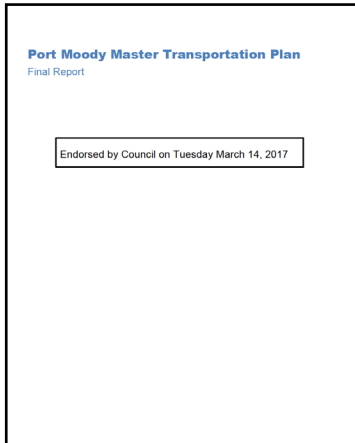 Port Moody Master Transportation Plan
Final Report
Endorsed by Council on Tuesday March 14, 2017